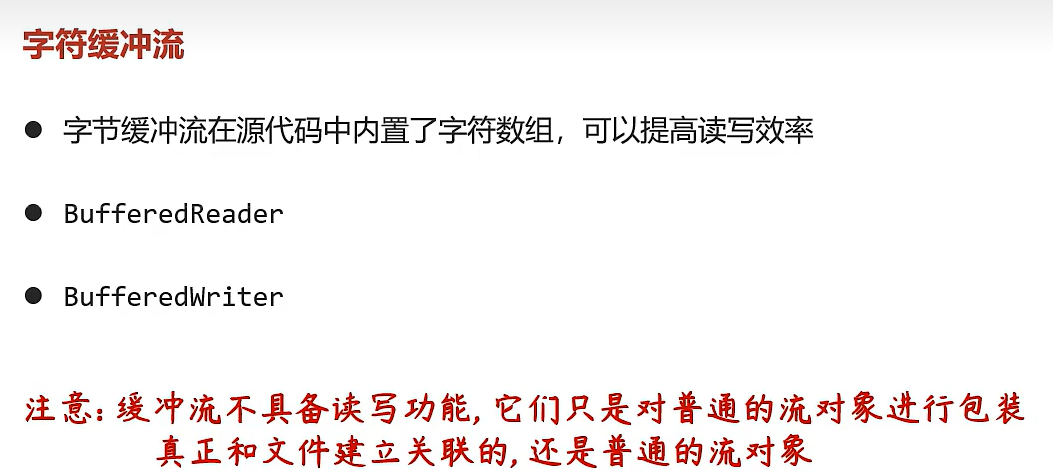 字符缓冲流
● 字节缓冲流在源代码中内置了字符数组，可以提高读写效率
● BufferedReader
● BufferedWriter
注意: 缓冲流不具备读写功能, 它们只是对普通的流对象进行包装
真正和文件建立关联的, 还是普通的流对象